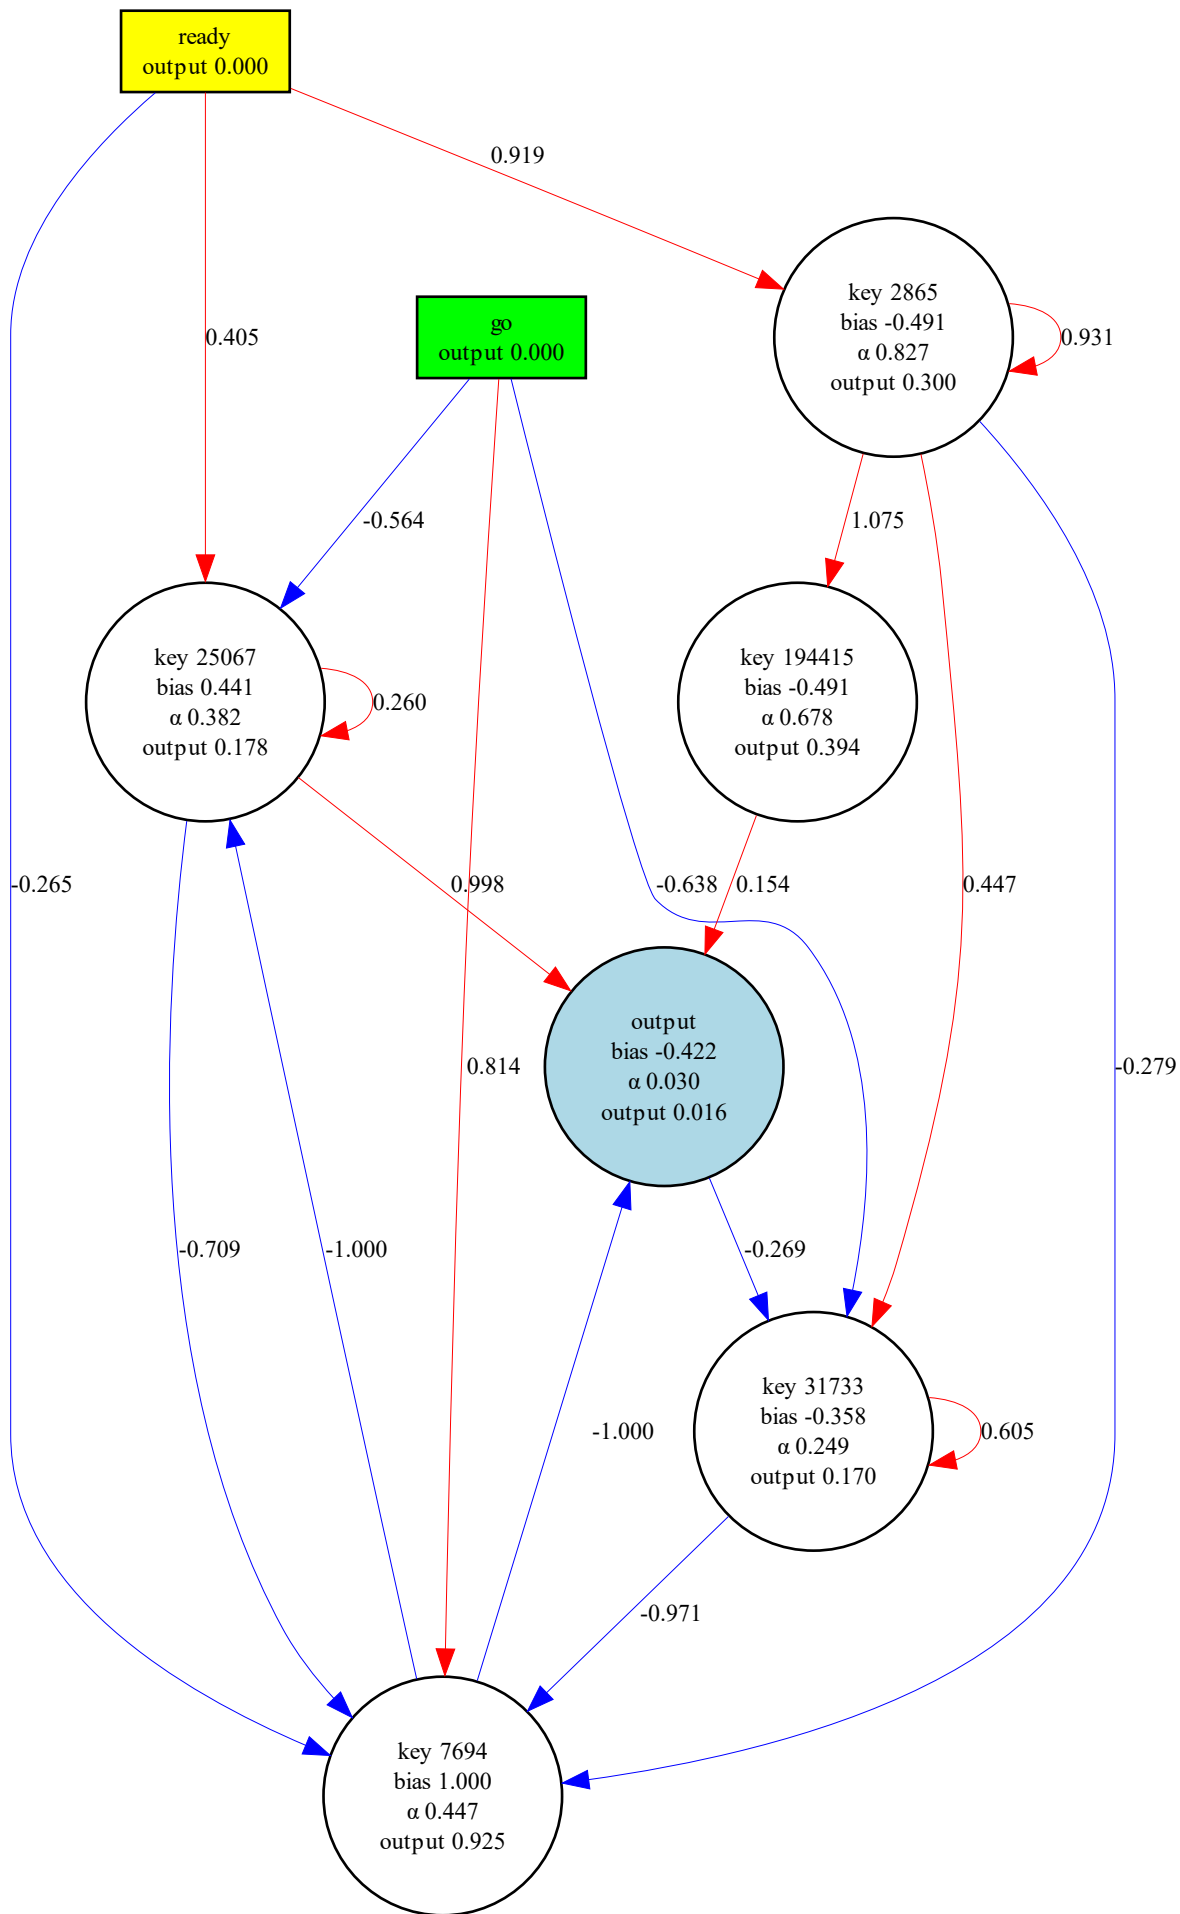 ready
output 0.000
0.919
key 2865
bias -0.491
α 0.827
output 0.300
0.931
go
output 0.000
0.405
-0.564
1.075
key 25067
bias 0.441
α 0.382
output 0.178
0.260
key 194415
bias -0.491
α 0.678
output 0.394
-0.265
0.998
-0.638
0.154
0.447
output
bias -0.422
α 0.030
output 0.016
0.814
-0.279
-0.709
-1.000
-0.269
key 31733
bias -0.358
α 0.249
output 0.170
-1.000
0.605
-0.971
key 7694
bias 1.000
α 0.447
output 0.925